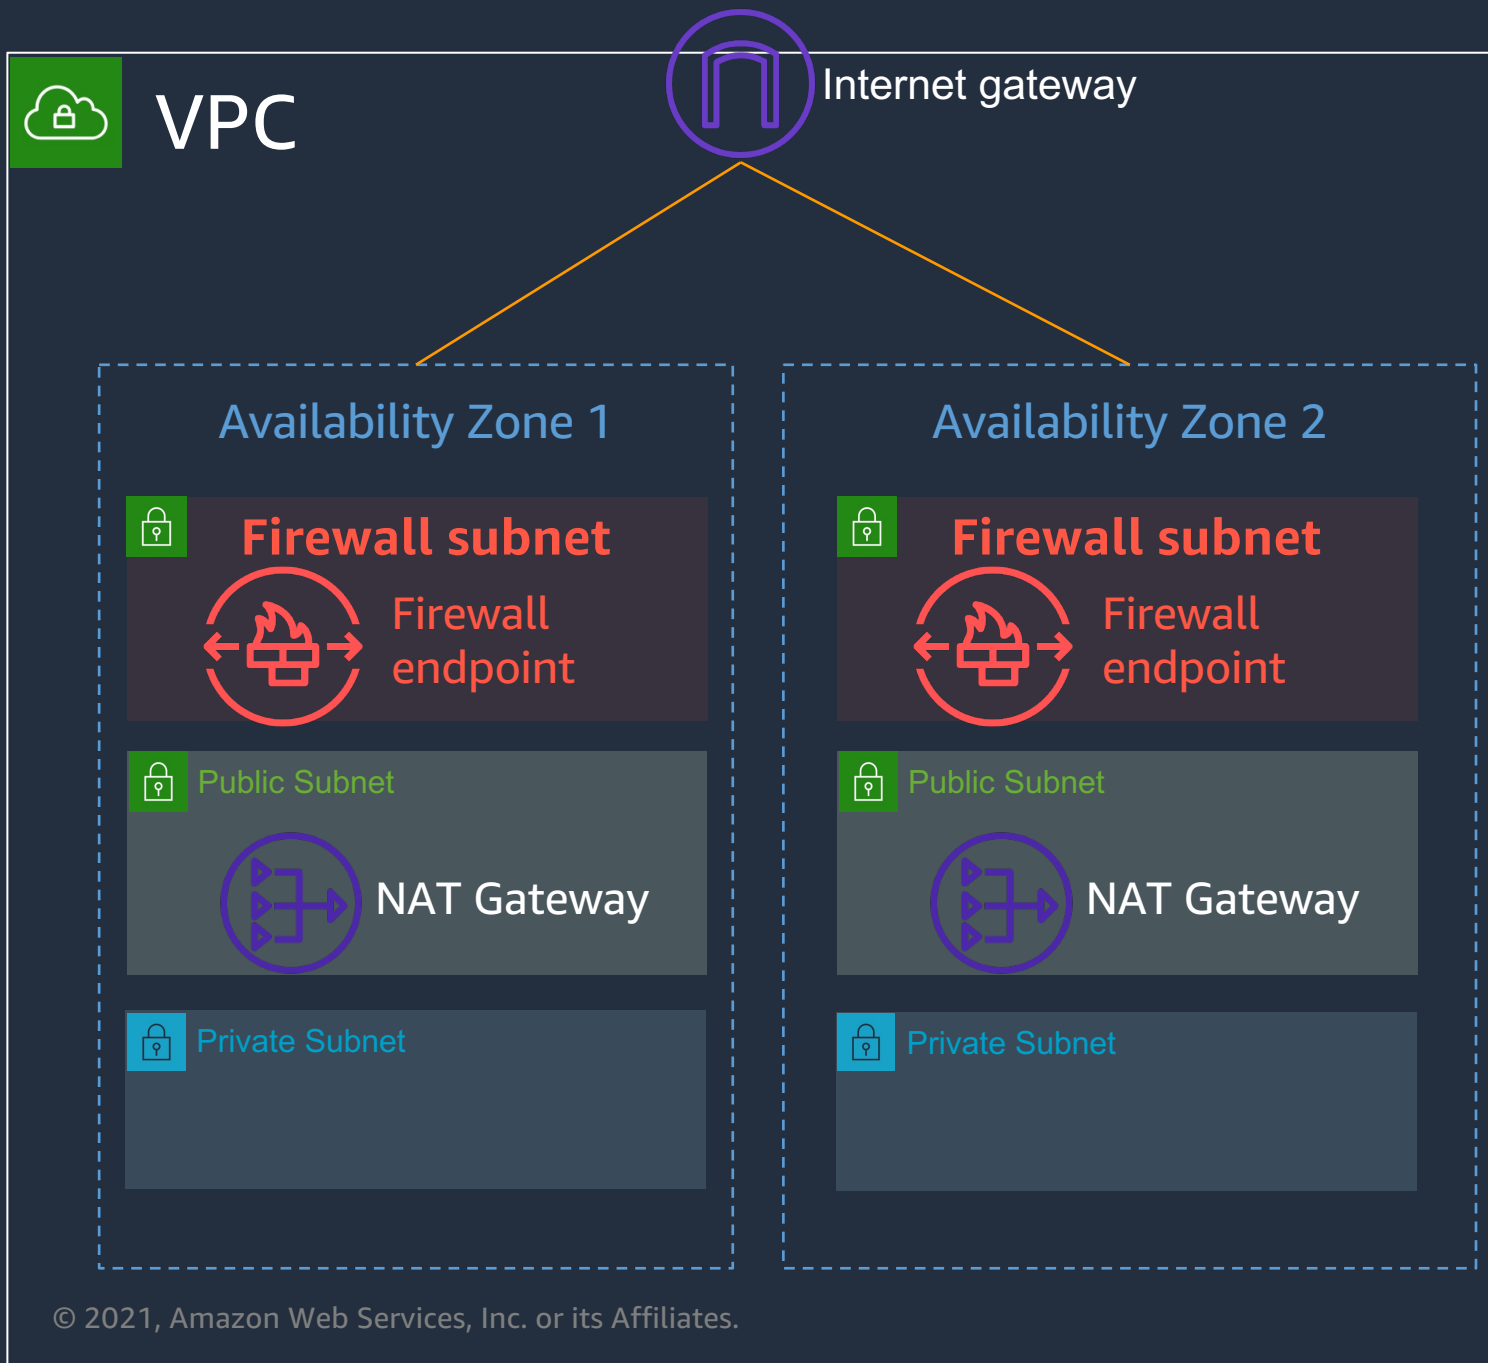 Internet gateway
VPC
Availability Zone 1
Firewall subnet
Firewall
endpoint
Public Subnet
NAT Gateway
Private Subnet
Availability Zone 2
Firewall subnet
Firewall
endpoint
Public Subnet
NAT Gateway
Private Subnet
© 2021, Amazon Web Services, Inc. or its Affiliates.